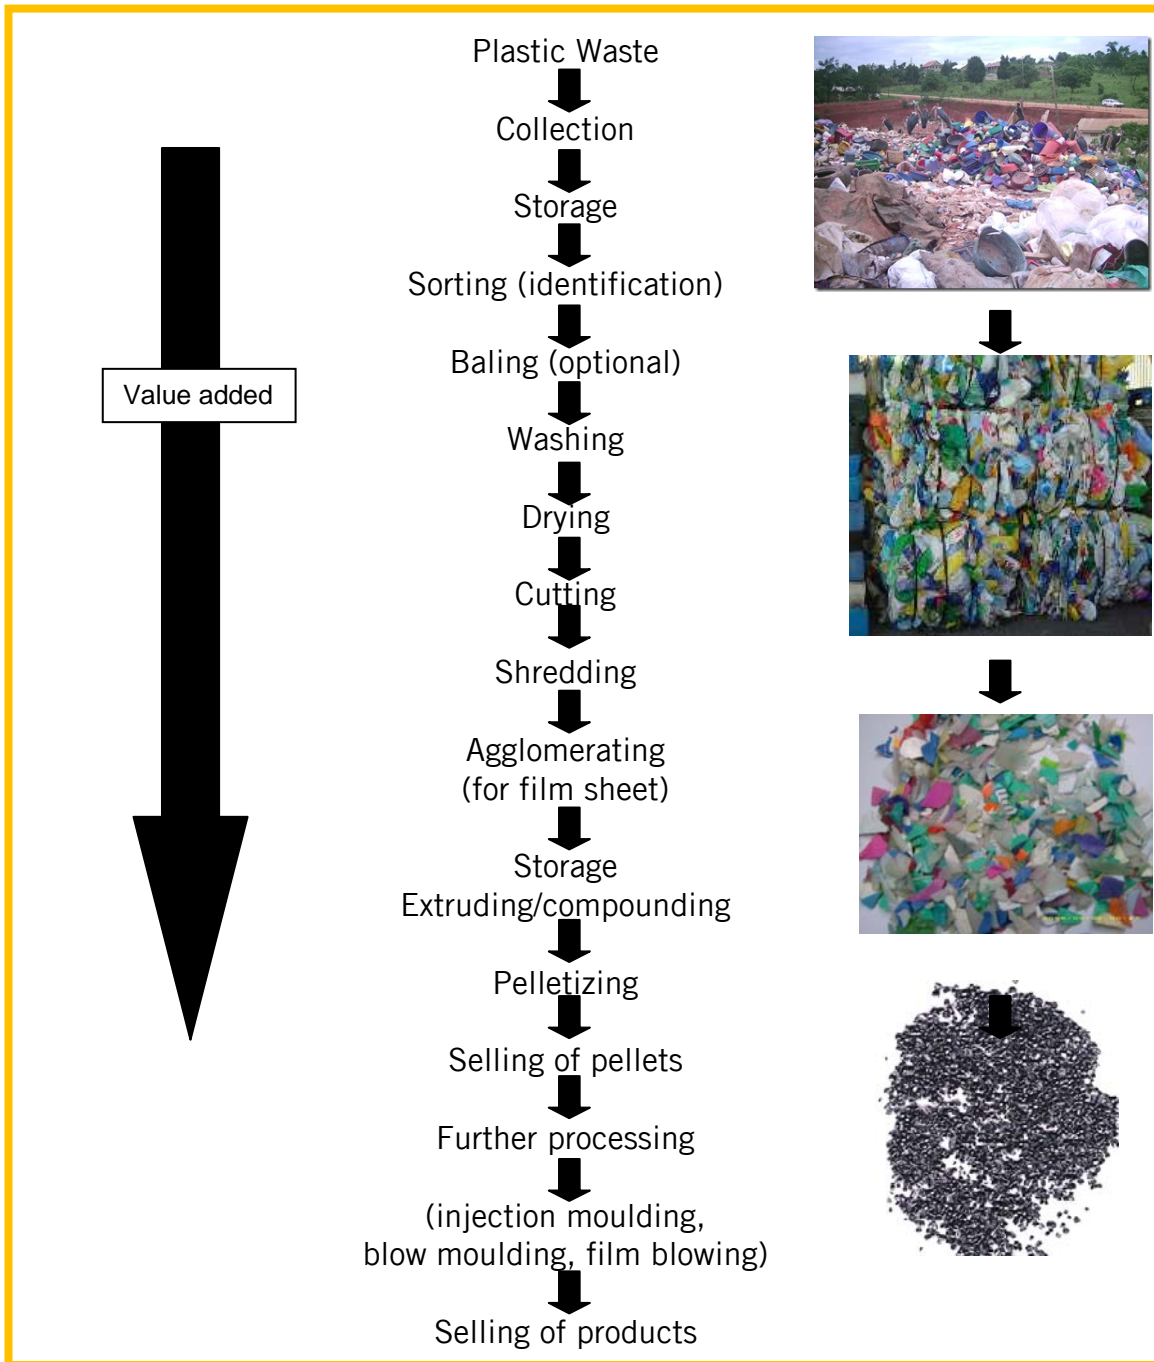 Plastic Waste
Collection
Storage
Sorting (identification)
Baling (optional)
Value added
Washing
Drying
Cutting
Shredding
Agglomerating
(for film sheet)
Storage
Extruding/compounding
Pelletizing
Selling of pellets
Further processing
(injection moulding,
blow moulding, film blowing)
Selling of products